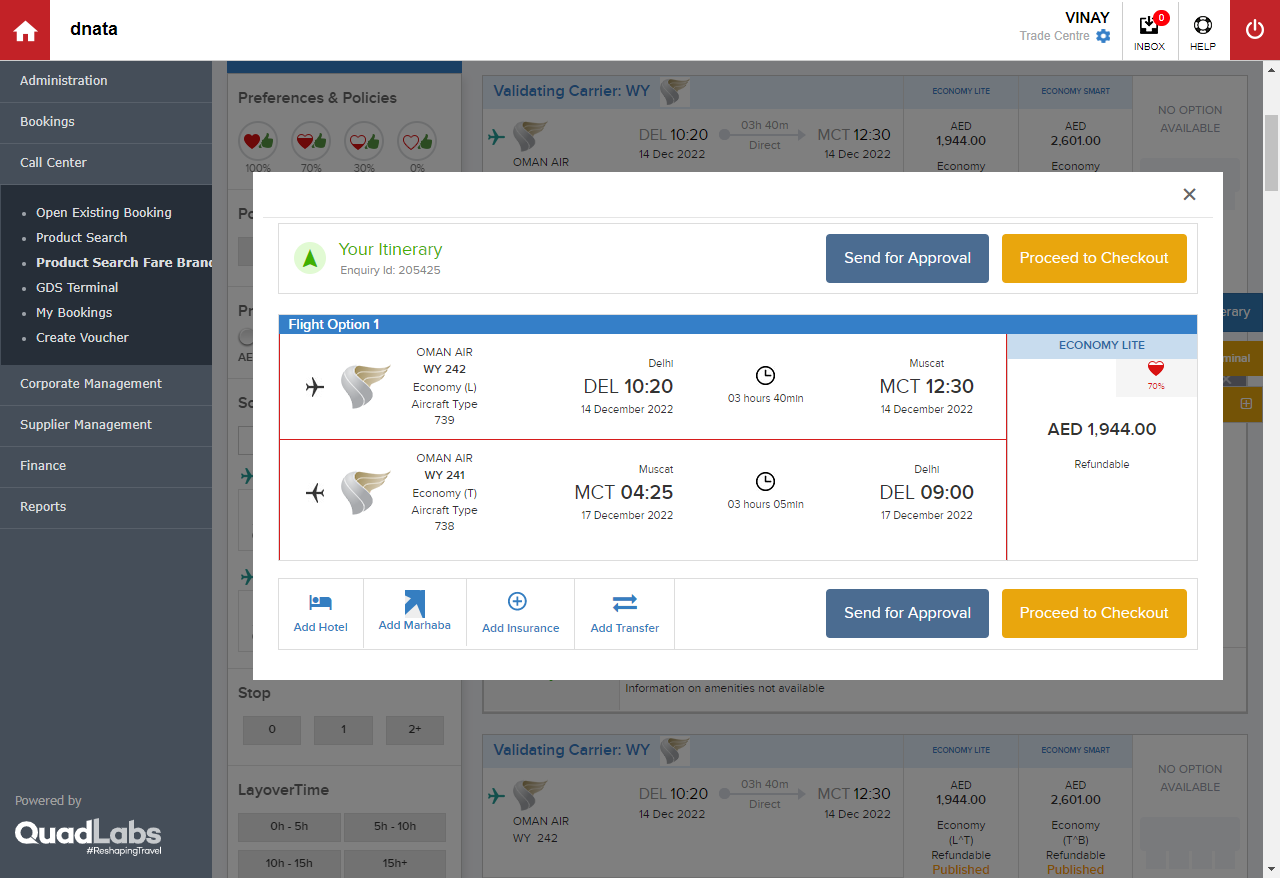 dnata
VINAY
Trade Centre
0
INBOX
HELP
Administration
Bookings
Call Center
Open Existing Booking
Product Search
Product Search Fare Bran
GDS Terminal
My Bookings
Create Voucher
Corporate Management
Supplier Management
Finance
Reports
Powered by
QuadLabs
#ReshapingTravel
Preferences & Policies
100%
70%
30%
0%
Validating Carrier: WY
ECONOMY LITE
ECONOMY SMART
NO OPTION
AVAILABLE
OMAN AIR
DEL 10:20
14 Dec 2022
03h 40m
Direct
MCT 12:30
14 Dec 2022
AED
1,944.00
Economy
AED
2,601.00
Economy
Your Itinerary
Enquiry Id: 205425
Send for Approval
Proceed to Checkout
Flight Option 1
OMAN AIR
WY 242
Economy (L)
Aircraft Type
739
Delhi
DEL 10:20
14 December 2022
03 hours 40min
Muscat
MCT 12:30
14 December 2022
ECONOMY LITE
70%
AED 1,944.00
Refundable
OMAN AIR
WY 241
Economy (T)
Aircraft Type
738
Muscat
MCT 04:25
17 December 2022
03 hours 05min
Delhi
DEL 09:00
17 December 2022
Add Hotel
Add Marhaba
Add Insurance
Add Transfer
Send for Approval
Proceed to Checkout
Information on amenities not available
Stop
0
1
2+
LayoverTime
0h - 5h
5h - 10h
10h - 15h
15h+
Validating Carrier: WY
ECONOMY LITE
ECONOMY SMART
NO OPTION
AVAILABLE
OMAN AIR
WY 242
DEL 10:20
14 Dec 2022
03h 40m
Direct
MCT 12:30
14 Dec 2022
AED
1,944.00
Economy
(L^T)
Refundable
Published
AED
2,601.00
Economy
(T^B)
Refundable
Published